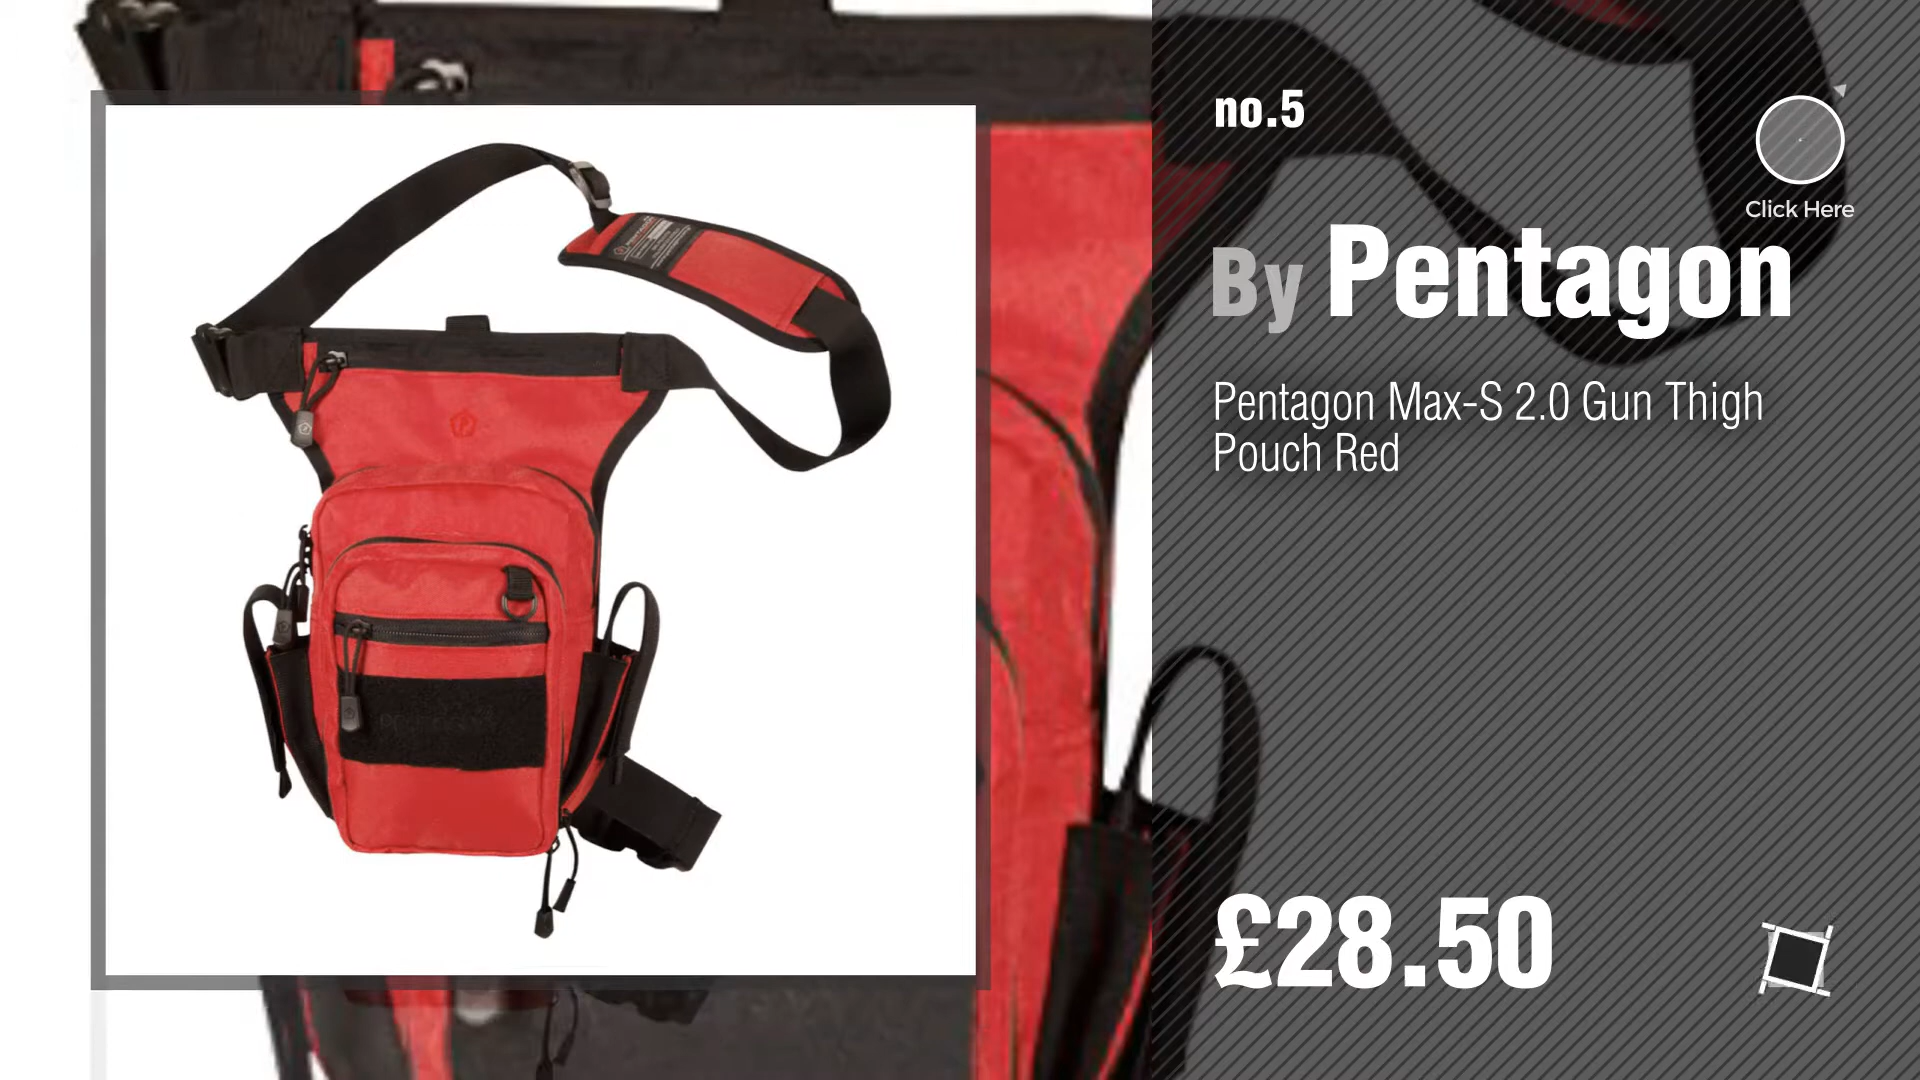 no.5
Click Here
By Pentagon
Pentagon Max-S 2.0 Gun Thigh
Pouch Red
£28.50